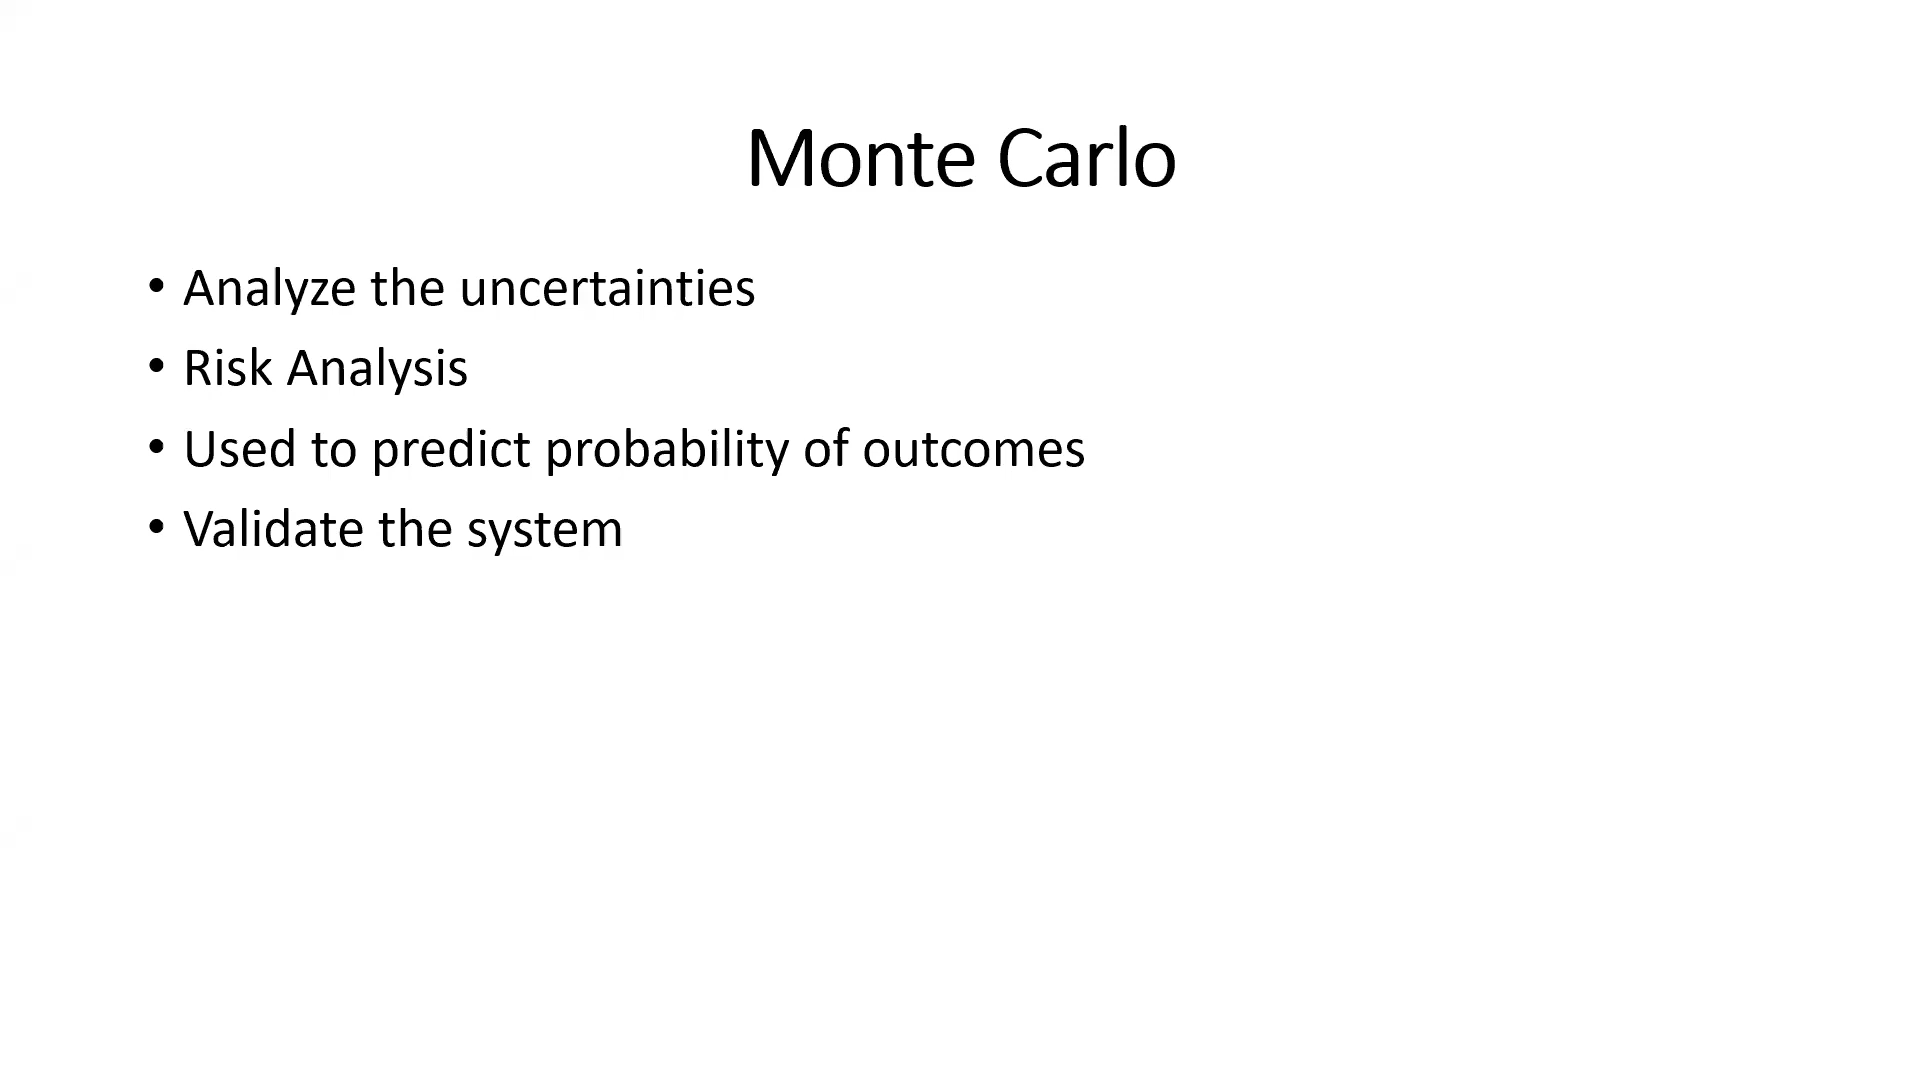 Monte Carlo
• Analyze the uncertainties
• Risk Analysis
• Used to predict probability of outcomes
• Validate the system